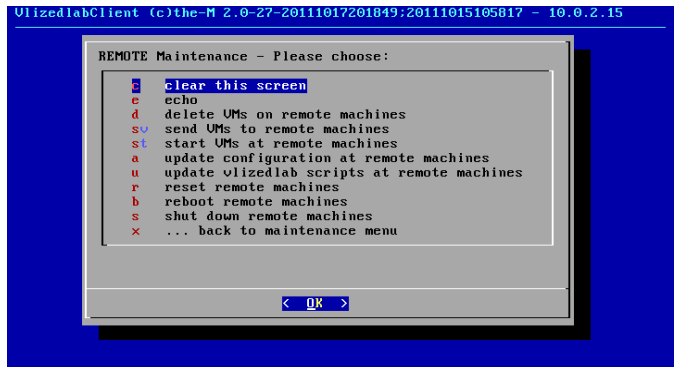 VlizedlabClient (c)the-M 2.0-27-20111017201849;20111015105817 - 10.0.2.15
REMOTE Maintenance - Please choose:
c clear this screen
e echo
d delete VMs on remote machines
sv send VMs to remote machines
st start VMs at remote machines
a update configuration at remote machines
u update vlizedlab scripts at remote machines
r reset remote machines
b reboot remote machines
s shut down remote machines
x ... back to maintenance menu
< OK >